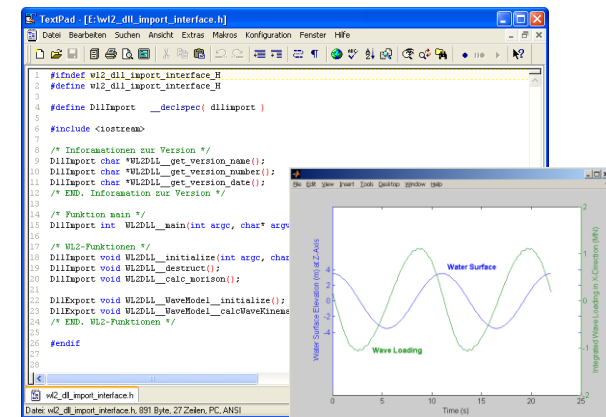 TextPad - [E:\wl2_dll_import_interface.h]
Datei Bearbeiten Suchen Ansicht Extras Makros Konfiguration Fenster Hilfe
1 #ifndef wl2_dll_import_interface_H
2 #define wl2_dll_import_interface_H
3
4 #define DllImport __declspec( dllimport )
5
6 #include <iostream>
7
8 /* Inforamationen zur Version */
9 DllImport char *WL2DLL__get_version_name();
10 DllImport char *WL2DLL__get_version_number();
11 DllImport char *WL2DLL__get_version_date();
12 /* END. Inforamation zur Version */
13
14 /* Funktion main */
15 DllImport int WL2DLL__main(int argc, char* argv
16
17 /* WL2-Funktionen */
18 DllImport void WL2DLL__initialize(int argc, char
19 DllImport void WL2DLL__destruct();
20 DllImport void WL2DLL__calc_morison();
21
22 DllExport void WL2DLL__WaveModel__initialize();
23 DllExport void WL2DLL__WaveModel__calcWaveKinema
24 /* END. WL2-Funktionen */
25
26 #endif
27
28
wl2_dll_import_interface.h
Datei: wl2_dll_import_interface.h, 891 Byte, 27 Zeilen, PC, ANSI
File Edit View Insert Tools Desktop Window Help
Water Surface Elevation (m) at Z-Axis
4
2
0
-2
-4
Water Surface
Wave Loading
2
1
0
-1
-2
Integrated Wave Loading in X-Direction (MN)
0 5 10 15 20 25
Time (s)